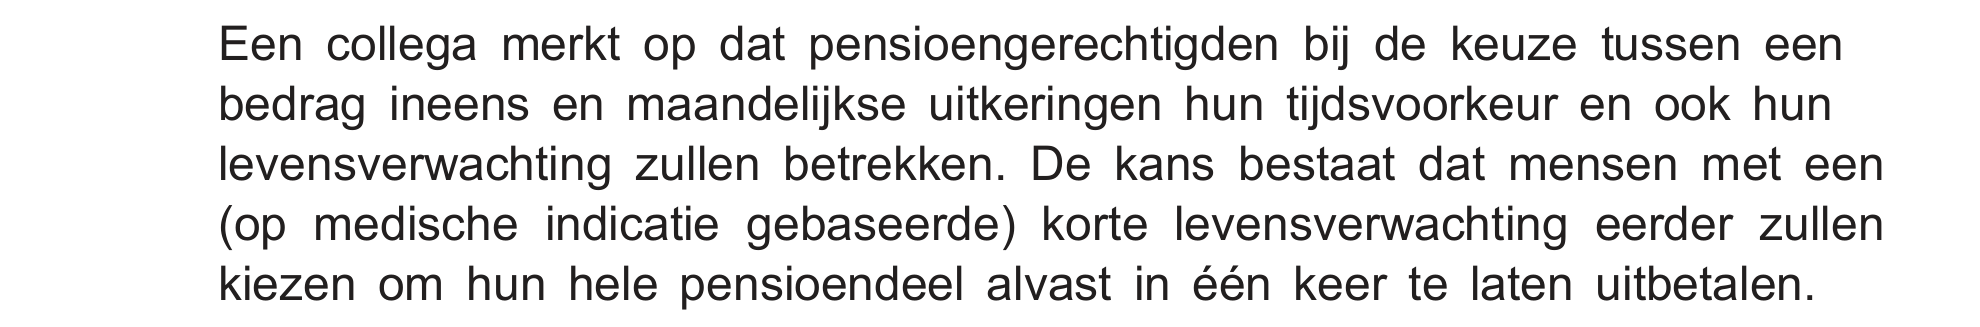 Een collega merkt op dat pensioengerechtigden bij de keuze tussen een
bedrag ineens en maandelijkse uitkeringen hun tijdsvoorkeur en ook hun
levensverwachting zullen betrekken. De kans bestaat dat mensen met een
(op medische indicatie gebaseerde) korte levensverwachting eerder zullen
kiezen om hun hele pensioendeel alvast in één keer te laten uitbetalen.